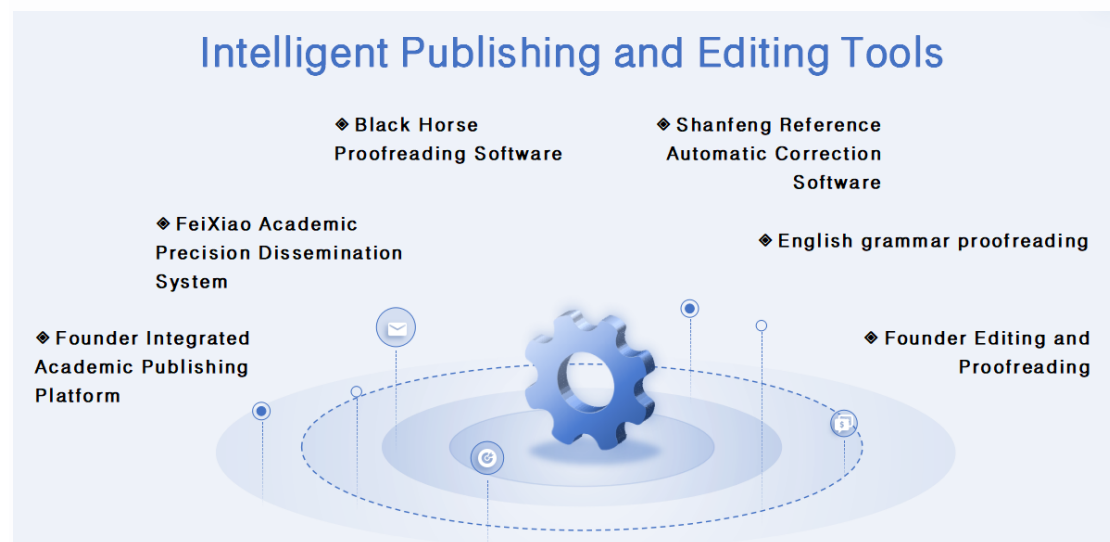 Intelligent Publishing and Editing Tools
◈ Black Horse
Proofreading Software
◈ Shanfeng Reference
Automatic Correction
Software
◈ FeiXiao Academic
Precision Dissemination
System
◈ English grammar proofreading
◈ Founder Integrated
Academic Publishing
Platform
◈ Founder Editing and
Proofreading
$